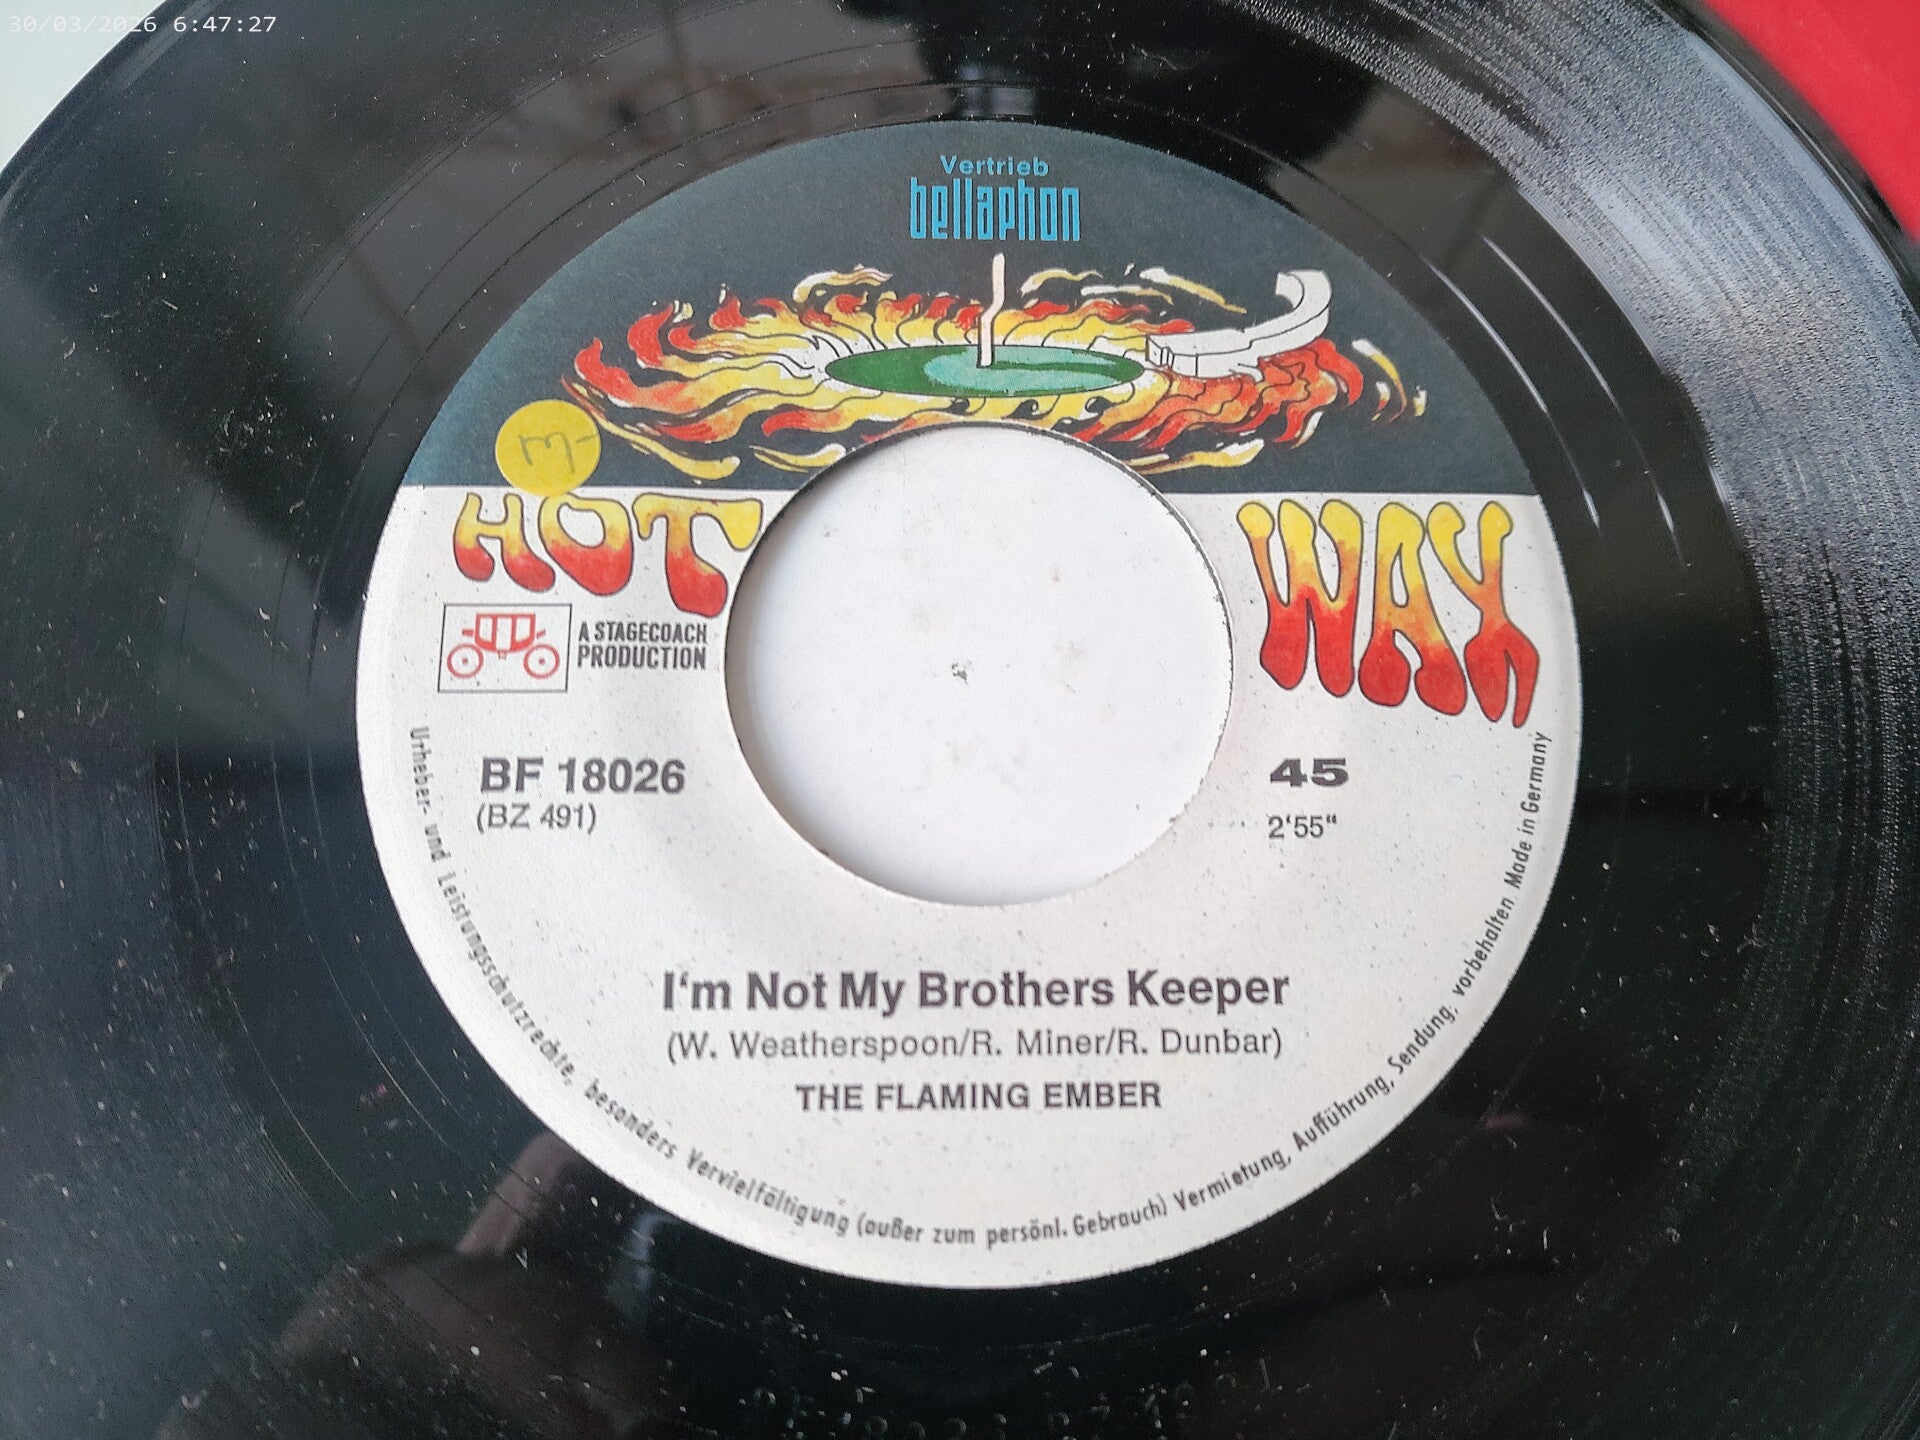 30/03/2026 6:47:27
Vertrieb
bellaphon
M-
HOT WAX
A STAGECOACH
PRODUCTION
BF 18026
(BZ 491)
45
2'55"
I'm Not My Brothers Keeper
(W. Weatherspoon/R. Miner/R. Dunbar)
THE FLAMING EMBER
Urheber- und Leistungsschutzrechte, besonders Vervielfältigung (außer zum persönl. Gebrauch) Vermietung, Aufführung, Sendung, vorbehalten. Made in Germany